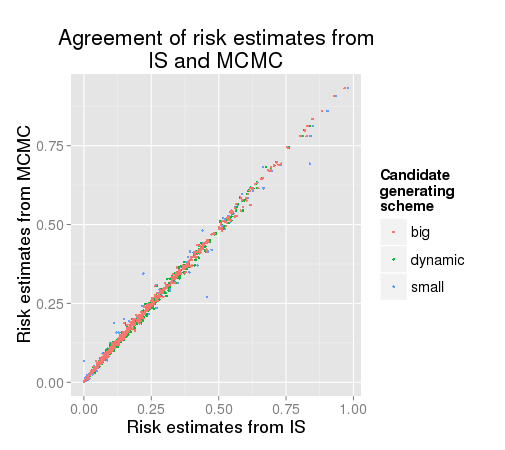 Agreement of risk estimates from
IS and MCMC
Risk estimates from MCMC
0.75
0.50
0.25
0.00
0.00 0.25 0.50 0.75 1.00
Risk estimates from IS
Candidate
generating
scheme
big
dynamic
small